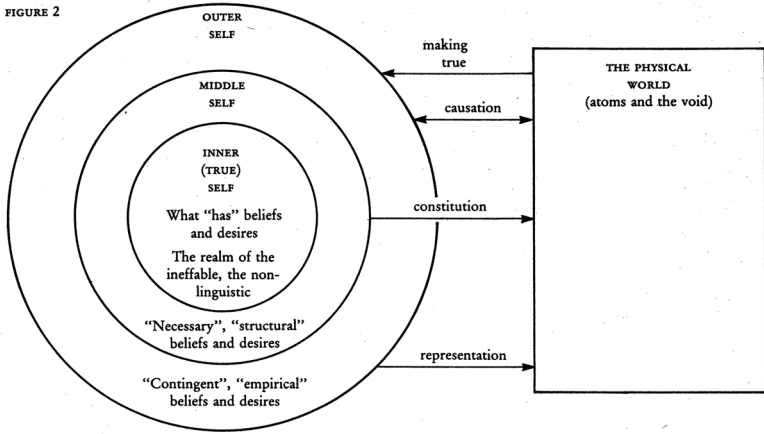 FIGURE 2
OUTER
SELF
MIDDLE
SELF
INNER
(TRUE)
SELF
What “has” beliefs
and desires
The realm of the
ineffable, the non-
linguistic
“Necessary”, “structural”
beliefs and desires
“Contingent”, “empirical”
beliefs and desires
making
true
causation
constitution
representation
THE PHYSICAL
WORLD
(atoms and the void)